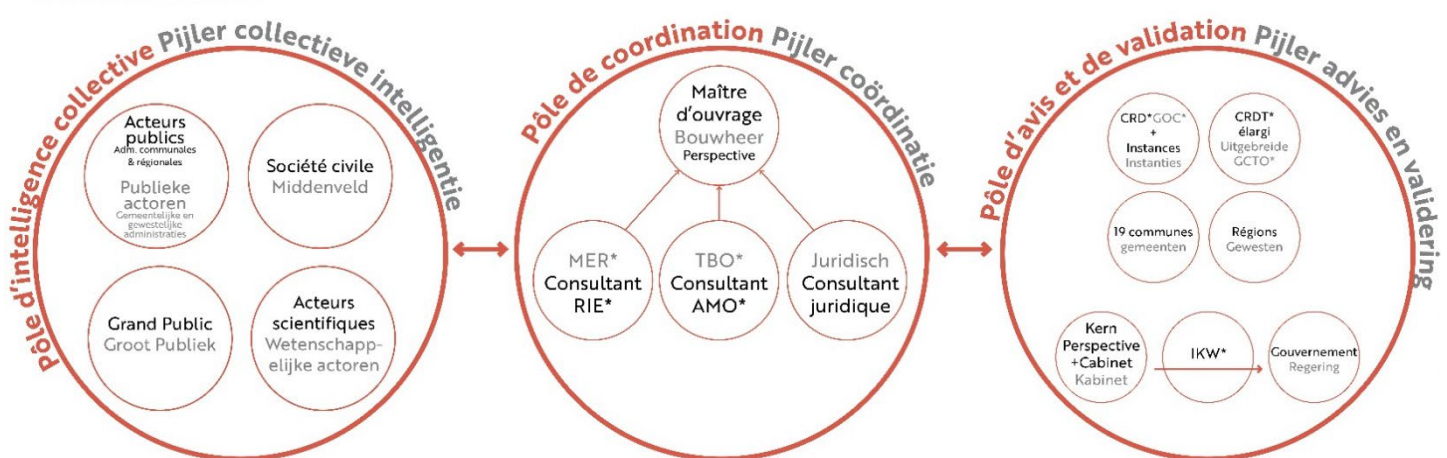 Pôle d'intelligence collective Pijler collectieve intelligentie
Acteurs
publics
Adm. communales
& régionales
Publieke
actoren
Gemeentelijke en
gewestelijke
administraties
Société civile
Middenveld
Grand Public
Groot Publiek
Acteurs
scientifiques
Wetenschapp-
elijke actoren
Pôle de coordination Pijler coördinatie
Maître
d'ouvrage
Bouwheer
Perspective
MER*
Consultant
RIE*
TBO*
Consultant
AMO*
Juridisch
Consultant
juridique
Pôle d'avis et de validation Pijler advies en validering
CRD*GOC*
+
Instances
Instanties
CRDT*
élargi
Uitgebreide
GCTO*
19 communes
gemeenten
Régions
Gewesten
Kern
Perspective
+Cabinet
Kabinet
IKW*
Gouvernement
Regering